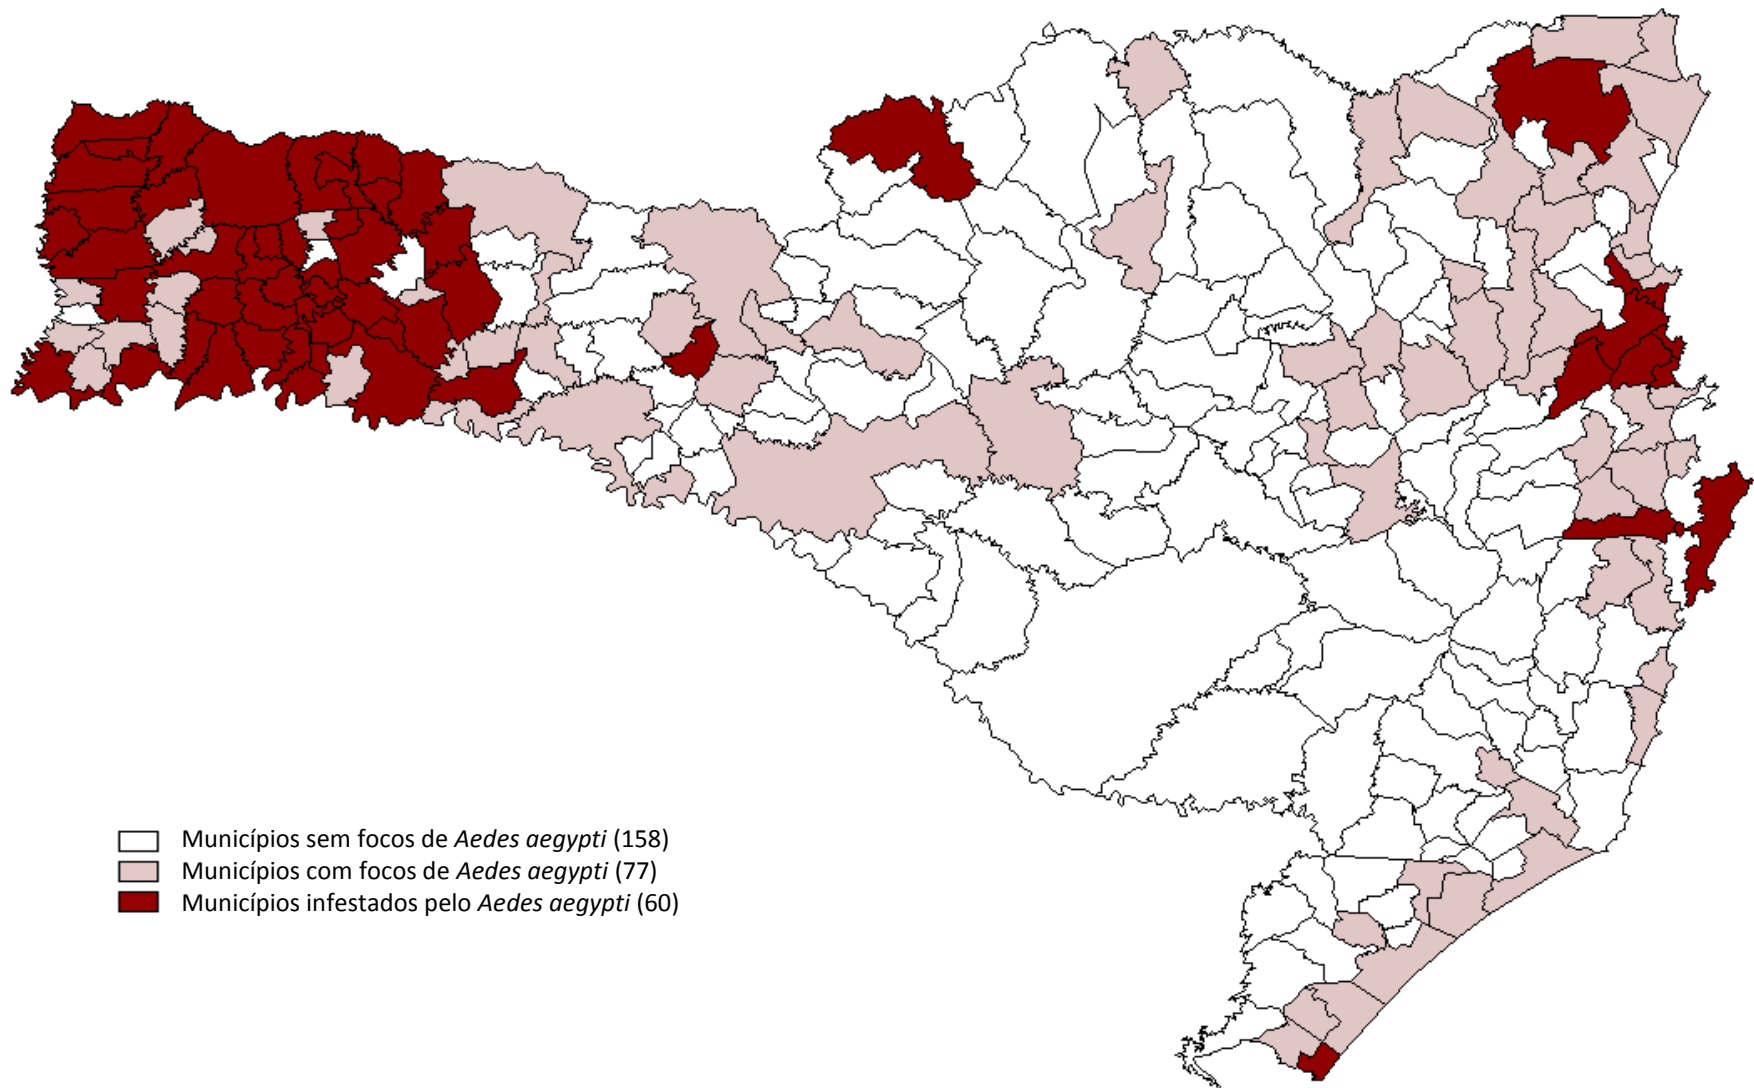 Municípios sem focos de Aedes aegypti (158)
Municípios com focos de Aedes aegypti (77)
Municípios infestados pelo Aedes aegypti (60)